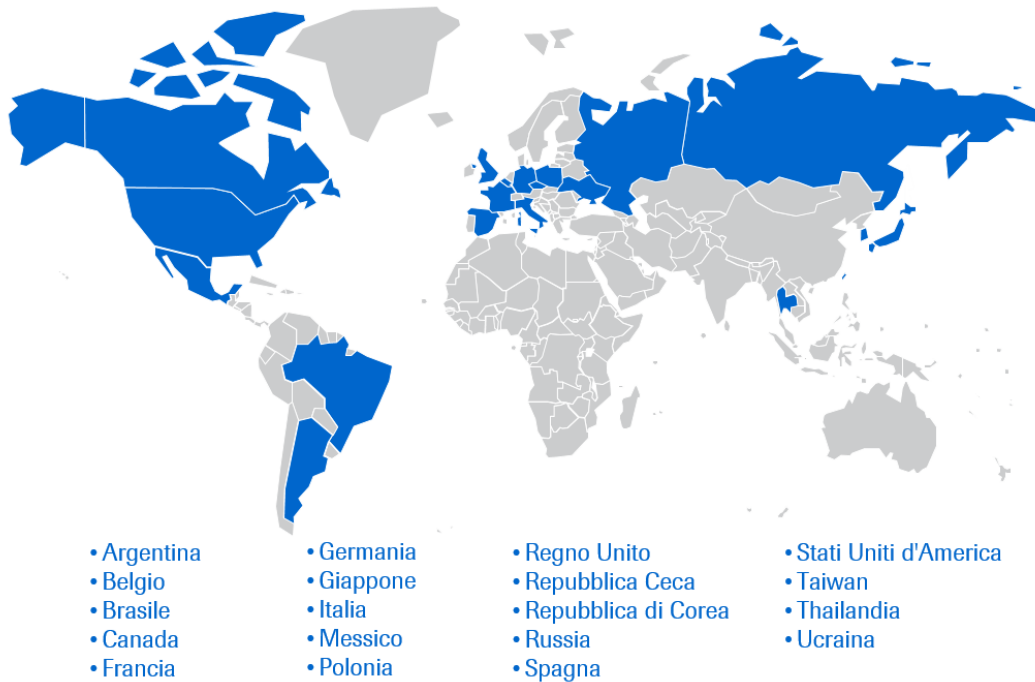 • Argentina
• Belgio
• Brasile
• Canada
• Francia
• Germania
• Giappone
• Italia
• Messico
• Polonia
• Regno Unito
• Repubblica Ceca
• Repubblica di Corea
• Russia
• Spagna
• Stati Uniti d'America
• Taiwan
• Thailandia
• Ucraina